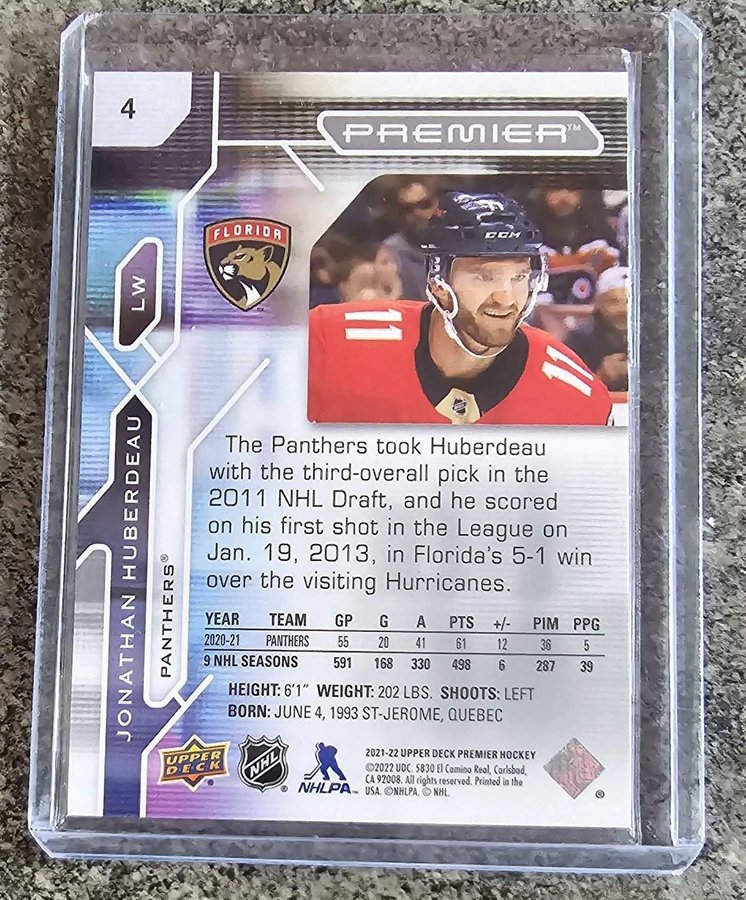 4
PREMIER™
FLORIDA
CCM
11
11
LW
JONATHAN HUBERDEAU
PANTHERS®
The Panthers took Huberdeau
with the third-overall pick in the
2011 NHL Draft, and he scored
on his first shot in the League on
Jan. 19, 2013, in Florida's 5-1 win
over the visiting Hurricanes.
YEAR TEAM GP G A PTS +/- PIM PPG
2020-21 PANTHERS 55 20 41 61 12 36 5
9 NHL SEASONS 591 168 330 498 6 287 39
HEIGHT: 6'1" WEIGHT: 202 LBS. SHOOTS: LEFT
BORN: JUNE 4, 1993 ST-JEROME, QUEBEC
UPPER
DECK
NHL
NHLPA™
2021-22 UPPER DECK PREMIER HOCKEY
©2022 UDC. 5830 El Camino Real, Carlsbad,
CA 92008. All rights reserved. Printed in the
USA. ©NHLPA. © NHL.
®